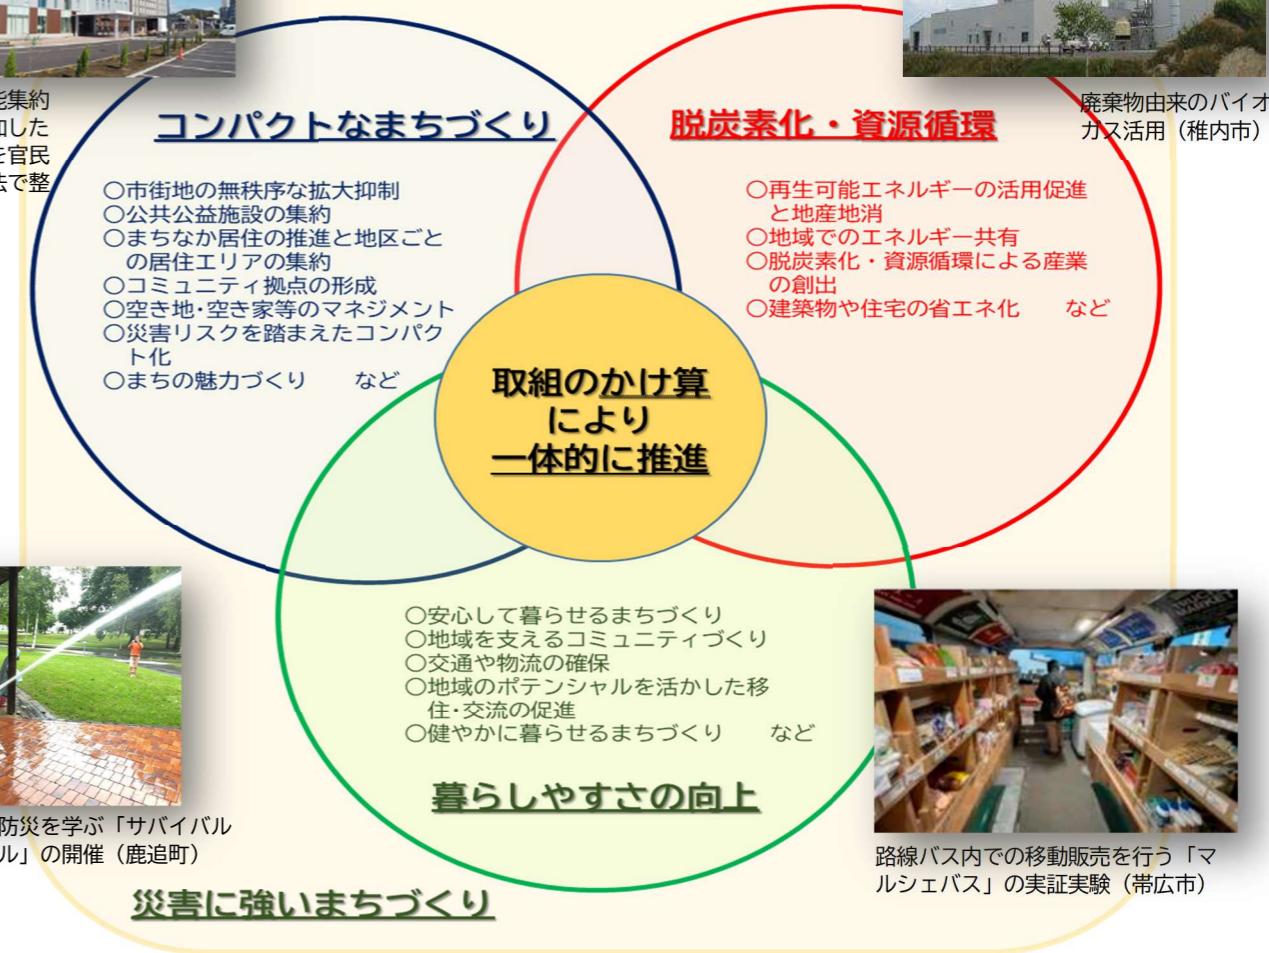 能集約
加した
を官民
法で整
コンパクトなまちづくり
○市街地の無秩序な拡大抑制
○公共公益施設の集約
○まちなか居住の推進と地区ごと
の居住エリアの集約
○コミュニティ拠点の形成
○空き地･空き家等のマネジメント
○災害リスクを踏まえたコンパク
ト化
○まちの魅力づくり　　など
脱炭素化・資源循環
○再生可能エネルギーの活用促進
と地産地消
○地域でのエネルギー共有
○脱炭素化・資源循環による産業
の創出
○建築物や住宅の省エネ化　　など
廃棄物由来のバイオ
ガス活用（稚内市）
取組のかけ算
により
一体的に推進
○安心して暮らせるまちづくり
○地域を支えるコミュニティづくり
○交通や物流の確保
○地域のポテンシャルを活かした移
住･交流の促進
○健やかに暮らせるまちづくり　　など
暮らしやすさの向上
防災を学ぶ「サバイバル
ル」の開催（鹿追町）
路線バス内での移動販売を行う「マ
ルシェバス」の実証実験（帯広市）
災害に強いまちづくり